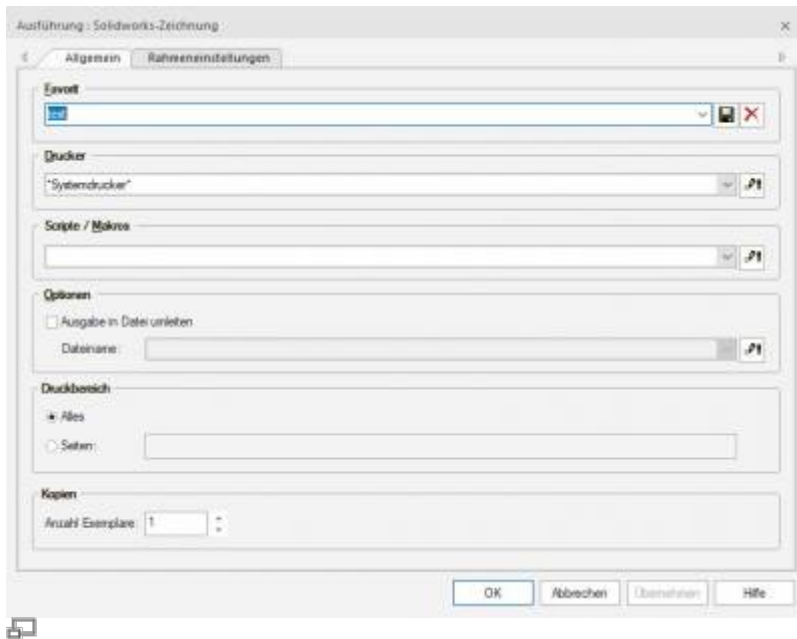 Ausführung : Solidworks-Zeichnung
Allgemein Rahmeneinstellungen
Favorit
test
Drucker
"Systemdrucker"
Scripte / Makros
Optionen
Ausgabe in Datei umleiten
Dateiname:
Druckbereich
Alles
Seiten:
Kopien
Anzahl Exemplare: 1
OK Abbrechen Übernehmen Hilfe